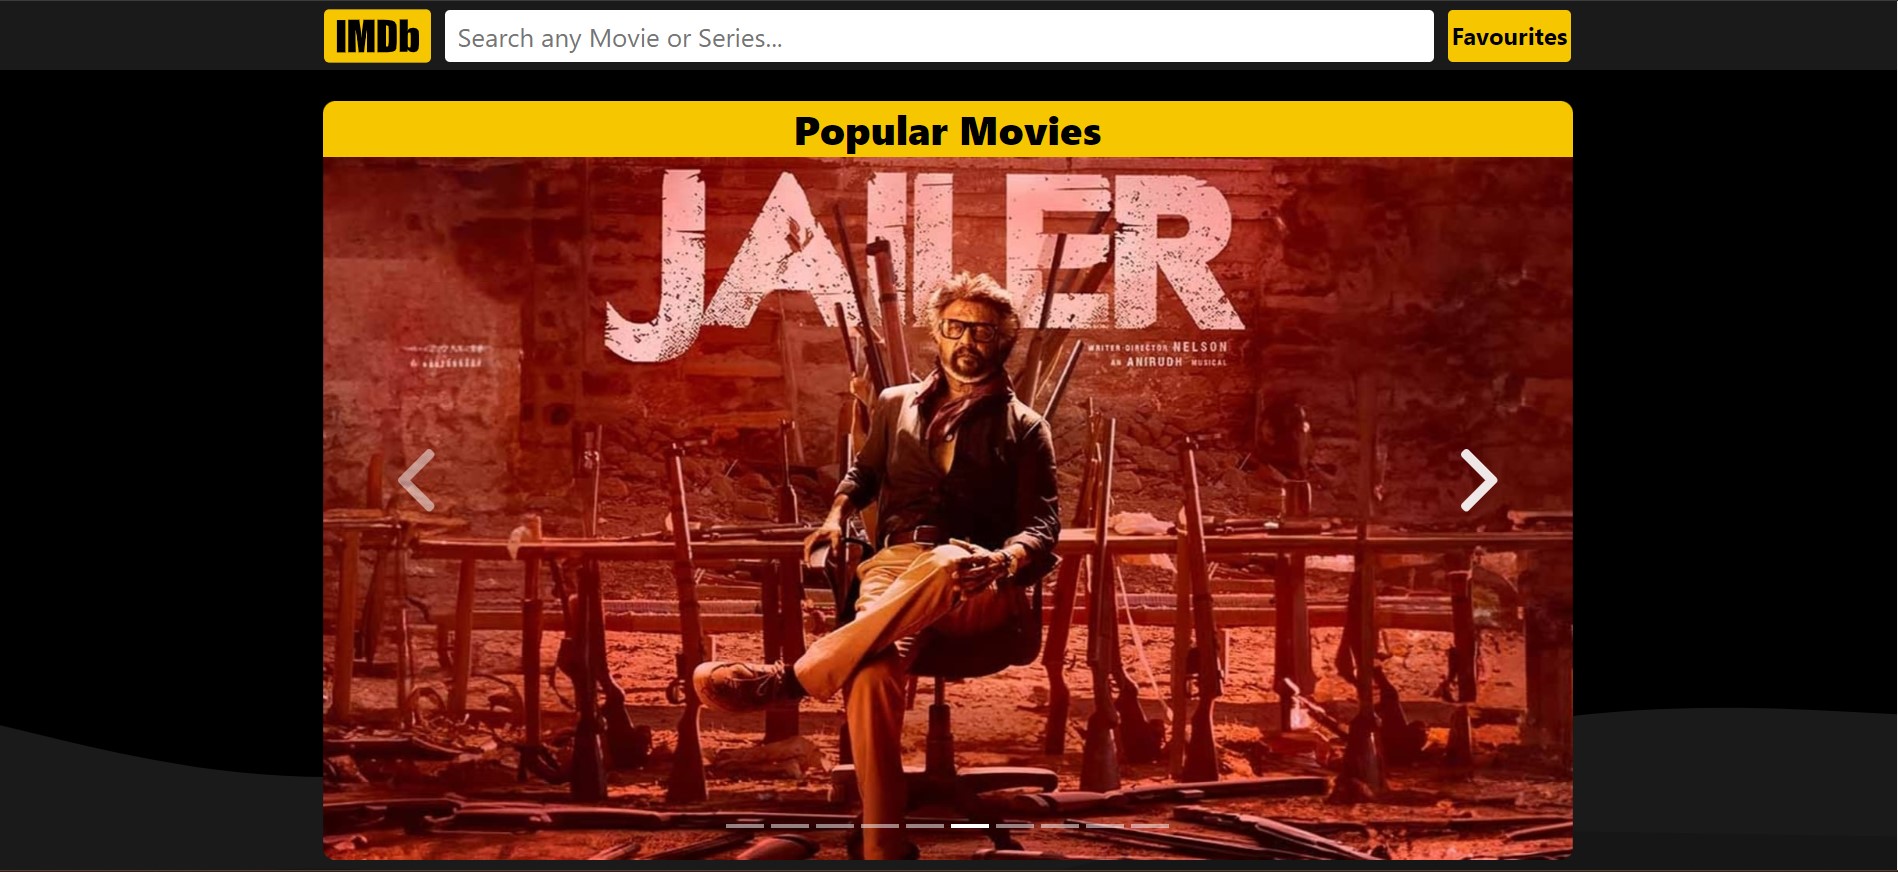 IMDb
Search any Movie or Series...
Favourites
Popular Movies
JAILER
WRITER DIRECTOR NELSON
AN ANIRUDH MUSICAL